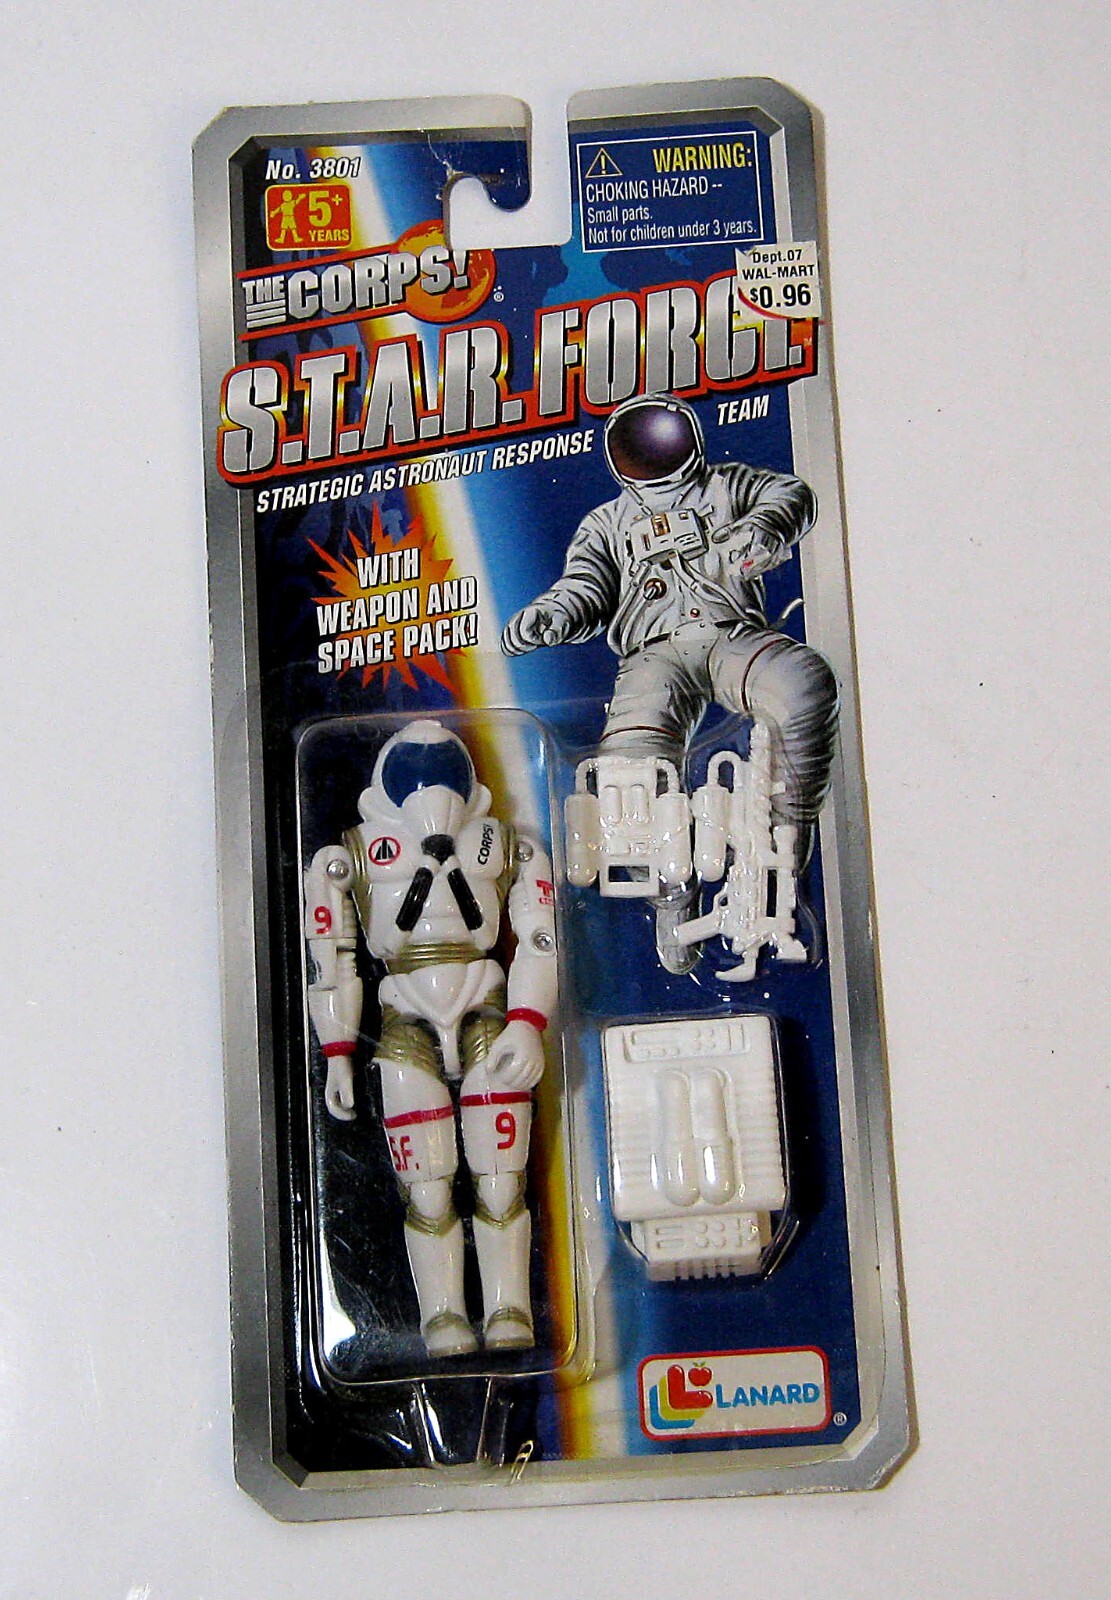 No. 3801
5+
YEARS
WARNING:
CHOKING HAZARD --
Small parts.
Not for children under 3 years.
Dept.07
WAL-MART
$0.96
THE CORPS!
®
S.T.A.R. FORCE
TM
STRATEGIC ASTRONAUT RESPONSE TEAM
WITH
WEAPON AND
SPACE PACK!
CORPS!
9
S.F.
9
LANARD
®